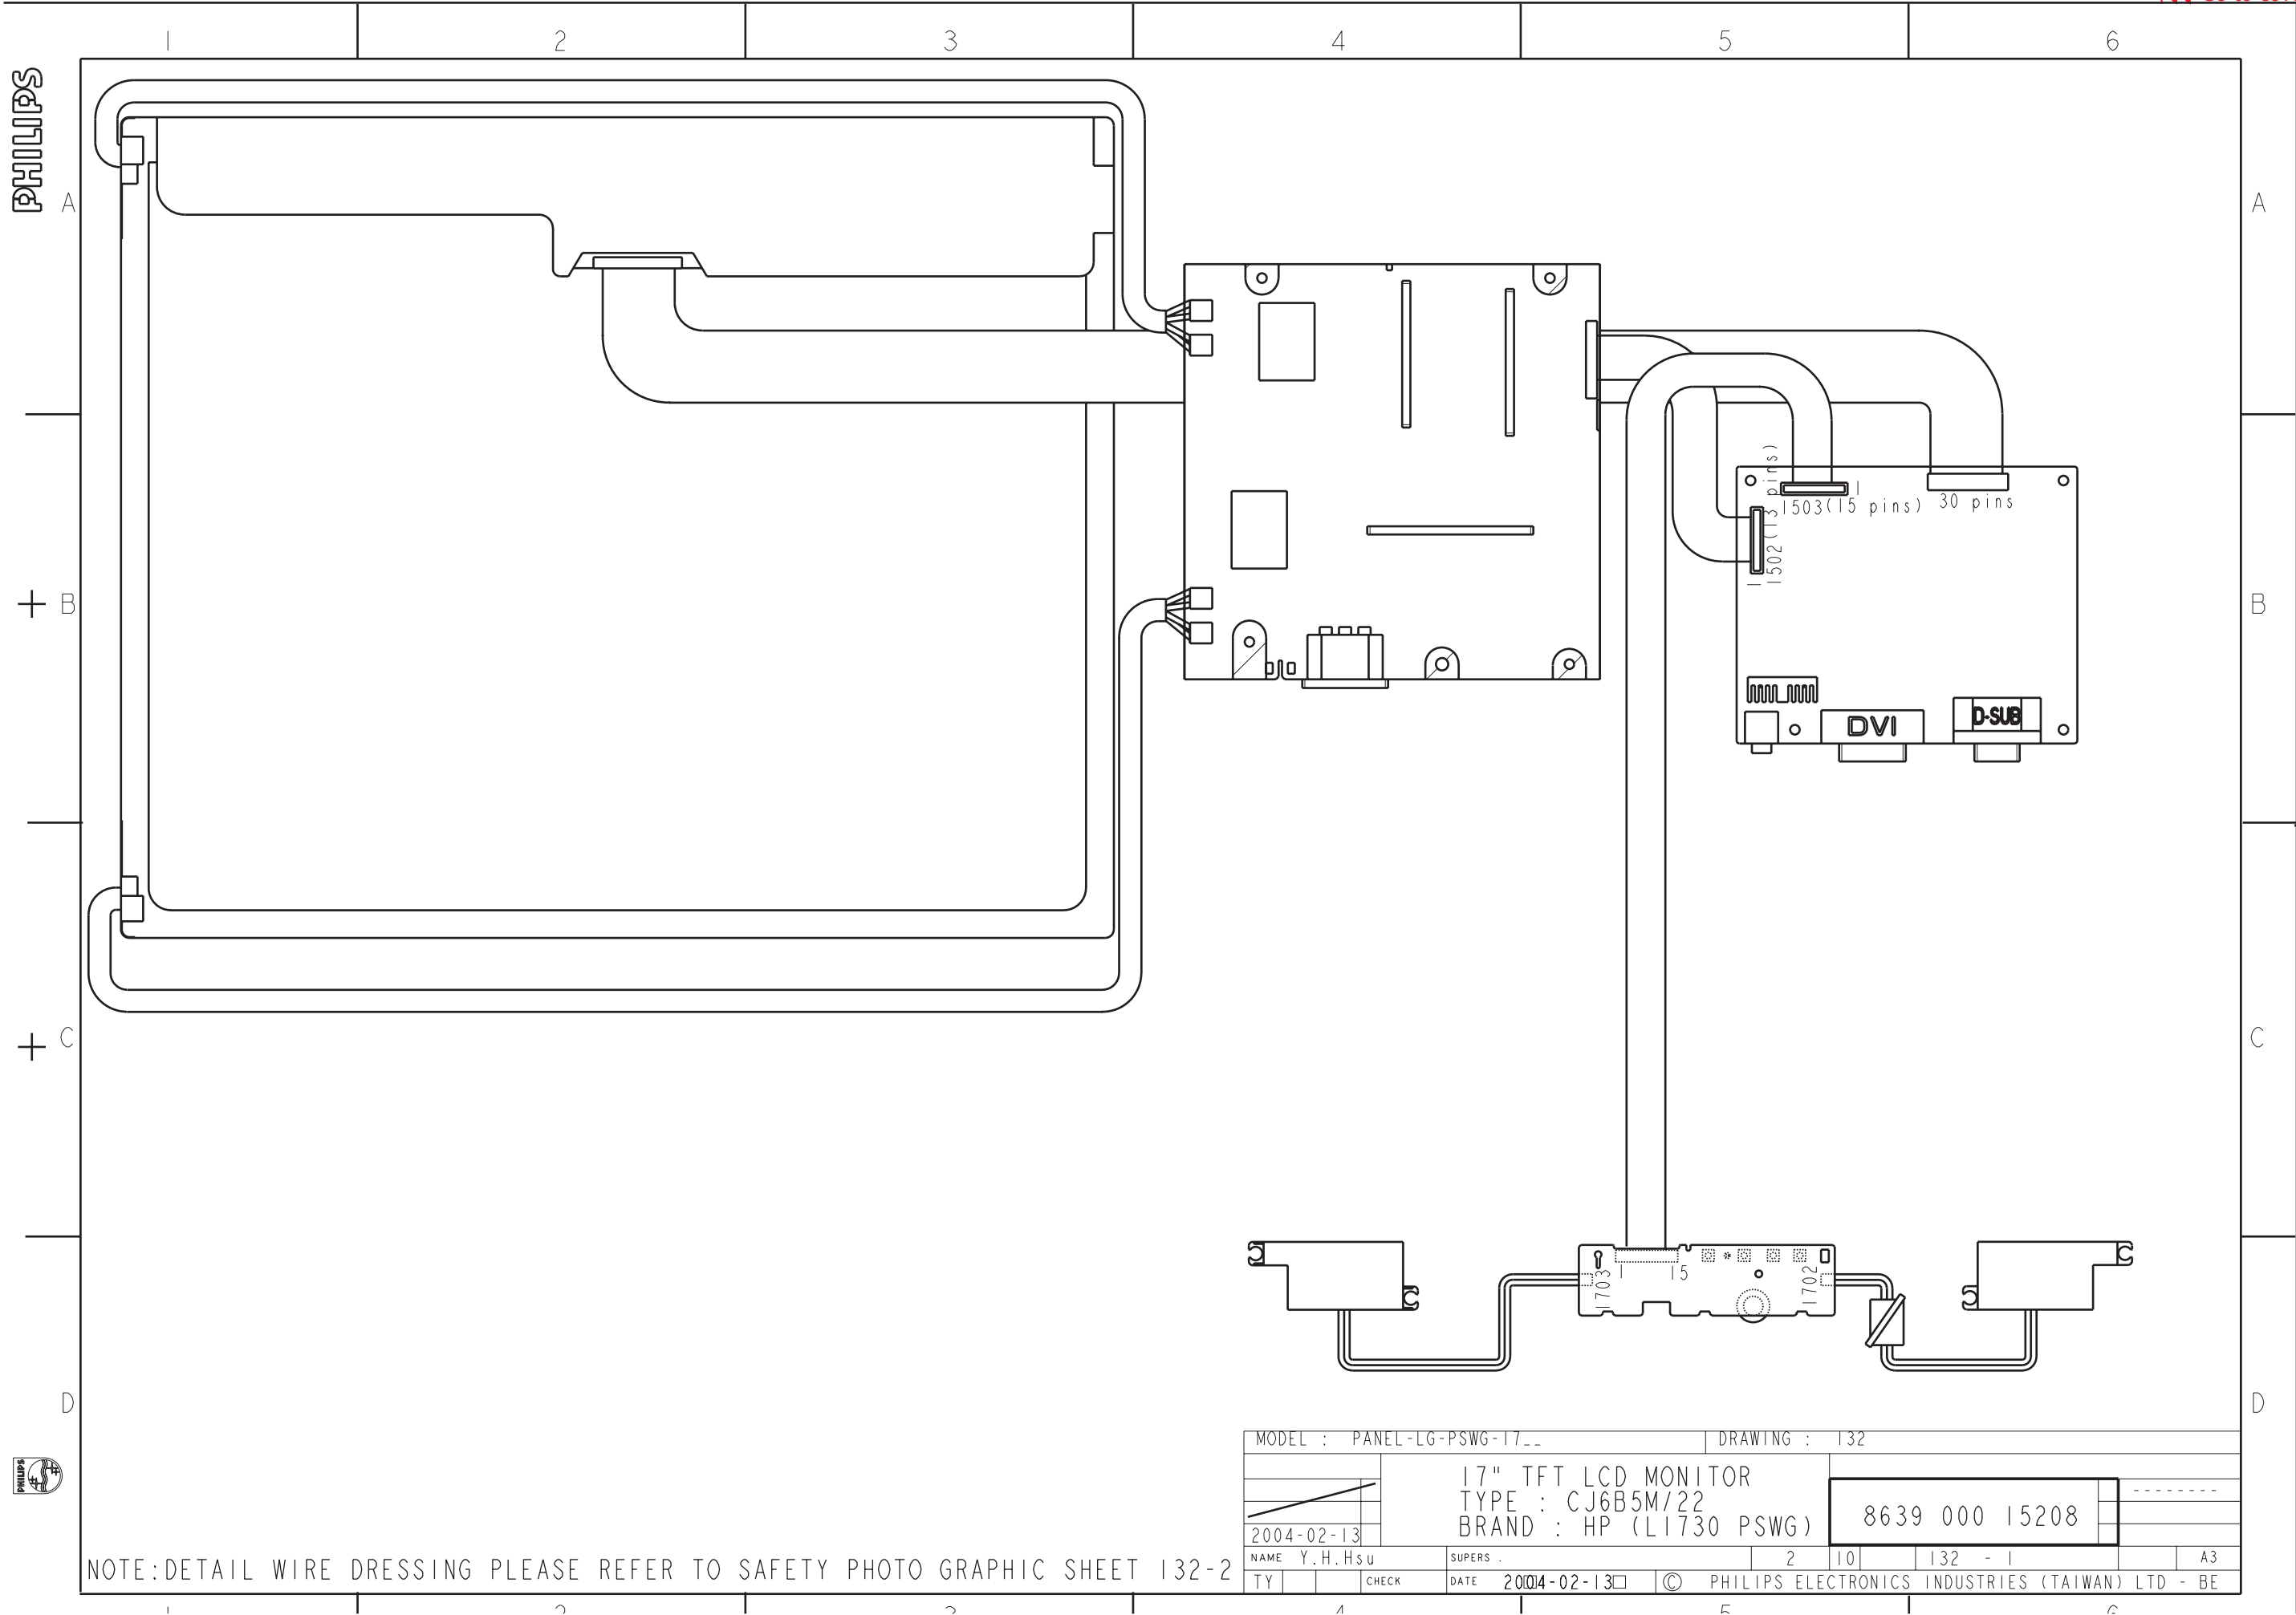 1 2 3 4 5 6
PHILIPS
A A
1503(15 pins)
30 pins
1502(13 pins)
1
1
B B
DVI
D-SUB
C C
1703
1 15
1702
D D
PHILIPS
MODEL : PANEL-LG-PSWG-17__
DRAWING : 132
17" TFT LCD MONITOR
TYPE : CJ6B5M/22
BRAND : HP (L1730 PSWG)
8639 000 15208
--------
2004-02-13
NAME Y.H.Hsu
SUPERS .
2 10 132 - 1 A3
TY
CHECK
DATE 2004-02-13
© PHILIPS ELECTRONICS INDUSTRIES (TAIWAN) LTD - BE
NOTE:DETAIL WIRE DRESSING PLEASE REFER TO SAFETY PHOTO GRAPHIC SHEET 132-2